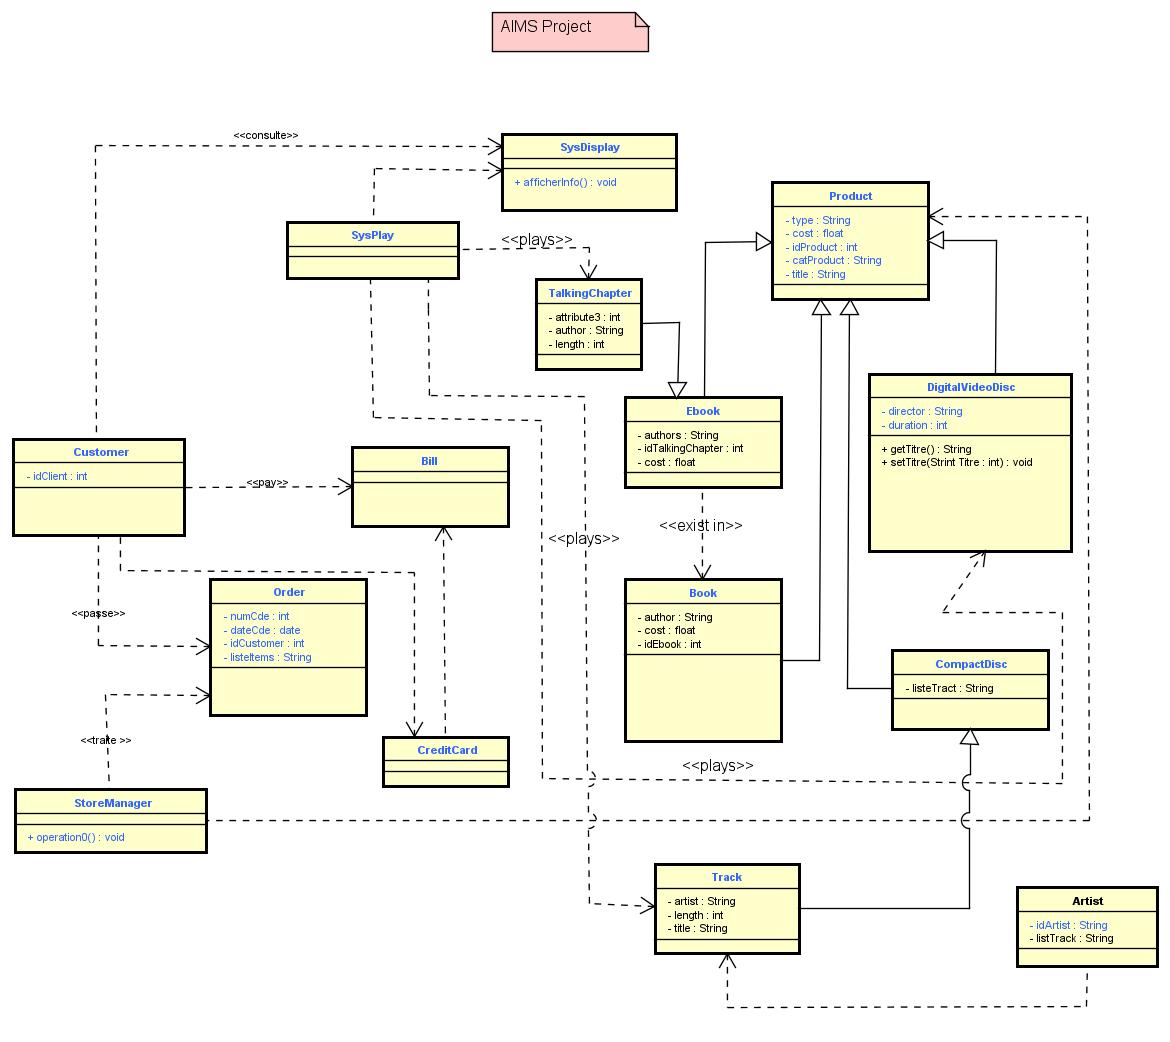 AIMS Project
<<consulte>>
SysDisplay
+ afficherInfo() : void
SysPlay
<<plays>>
Product
- type : String
- cost : float
- idProduct : int
- catProduct : String
- title : String
TalkingChapter
- attribute3 : int
- author : String
- length : int
Ebook
- authors : String
- idTalkingChapter : int
- cost : float
DigitalVideoDisc
- director : String
- duration : int
+ getTitre() : String
+ setTitre(Strint Titre : int) : void
Customer
- idClient : int
<<pay>>
Bill
<<exist in>>
<<plays>>
<<passe>>
Order
- numCde : int
- dateCde : date
- idCustomer : int
- listeItems : String
Book
- author : String
- cost : float
- idEbook : int
CompactDisc
- listeTract : String
<<traite >>
CreditCard
<<plays>>
StoreManager
+ operation0() : void
Track
- artist : String
- length : int
- title : String
Artist
- idArtist : String
- listTrack : String